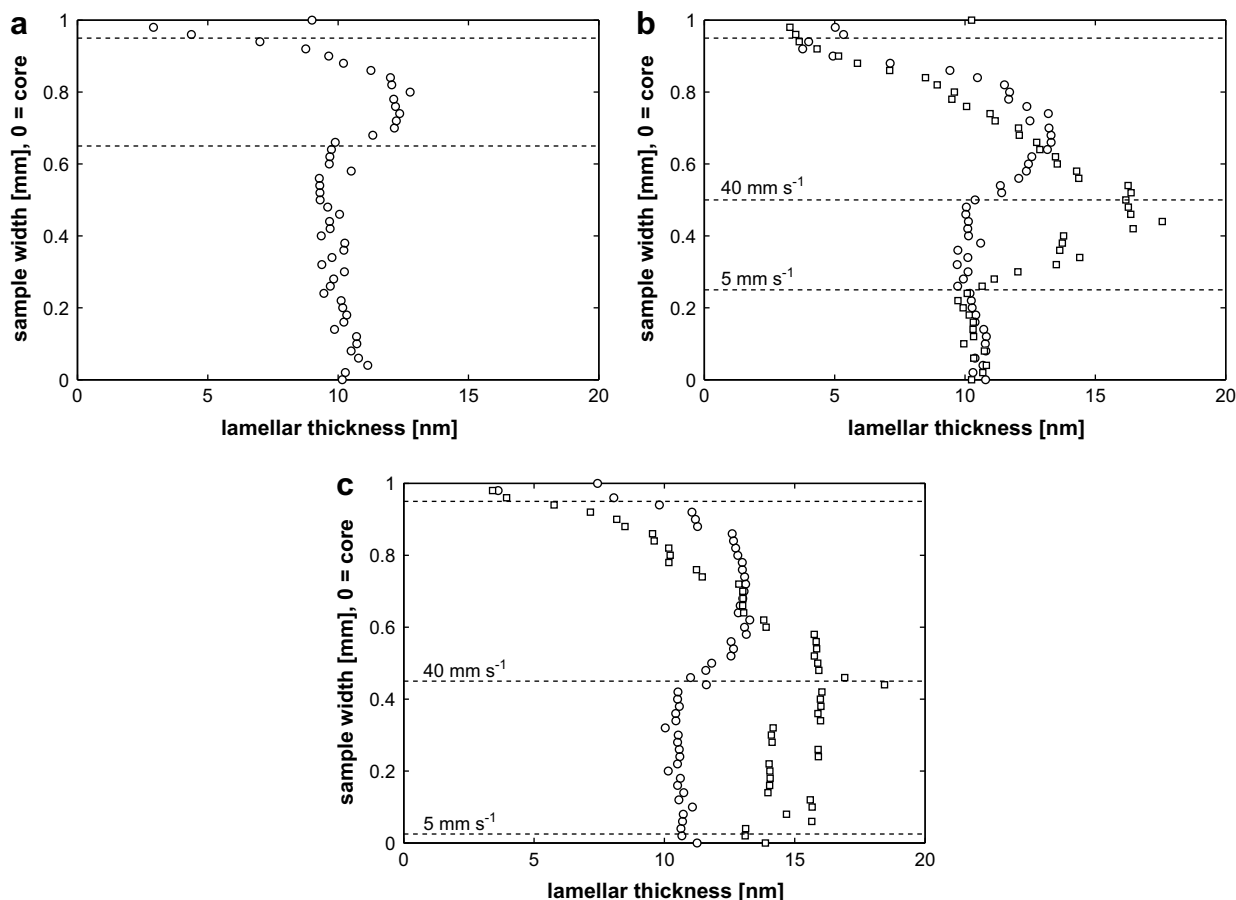 a
1
0.8
0.6
0.4
0.2
0
0 5 10 15 20
sample width [mm], 0 = core
lamellar thickness [nm]
b
1
0.8
0.6
0.4
0.2
0
0 5 10 15 20
40 mm s⁻¹
5 mm s⁻¹
sample width [mm], 0 = core
lamellar thickness [nm]
c
1
0.8
0.6
0.4
0.2
0
0 5 10 15 20
40 mm s⁻¹
5 mm s⁻¹
sample width [mm], 0 = core
lamellar thickness [nm]